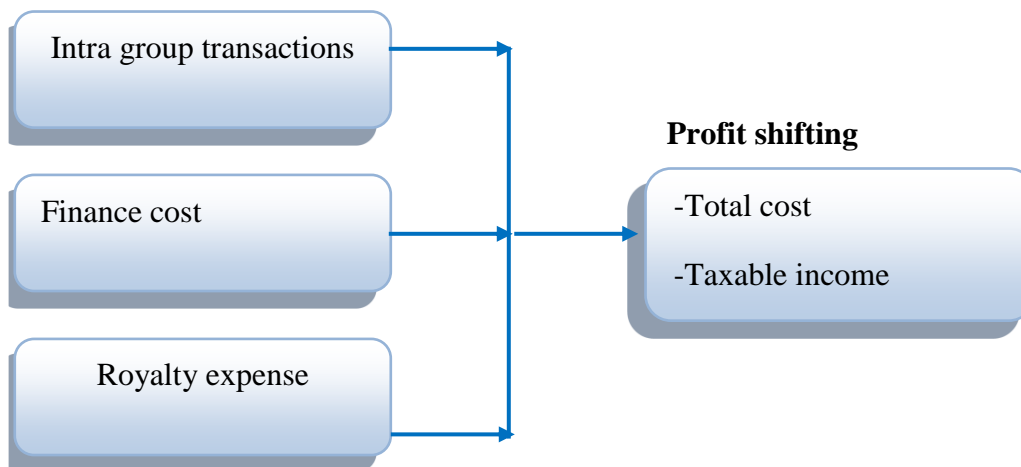 Intra group transactions
Finance cost
Royalty expense
Profit shifting
-Total cost
-Taxable income